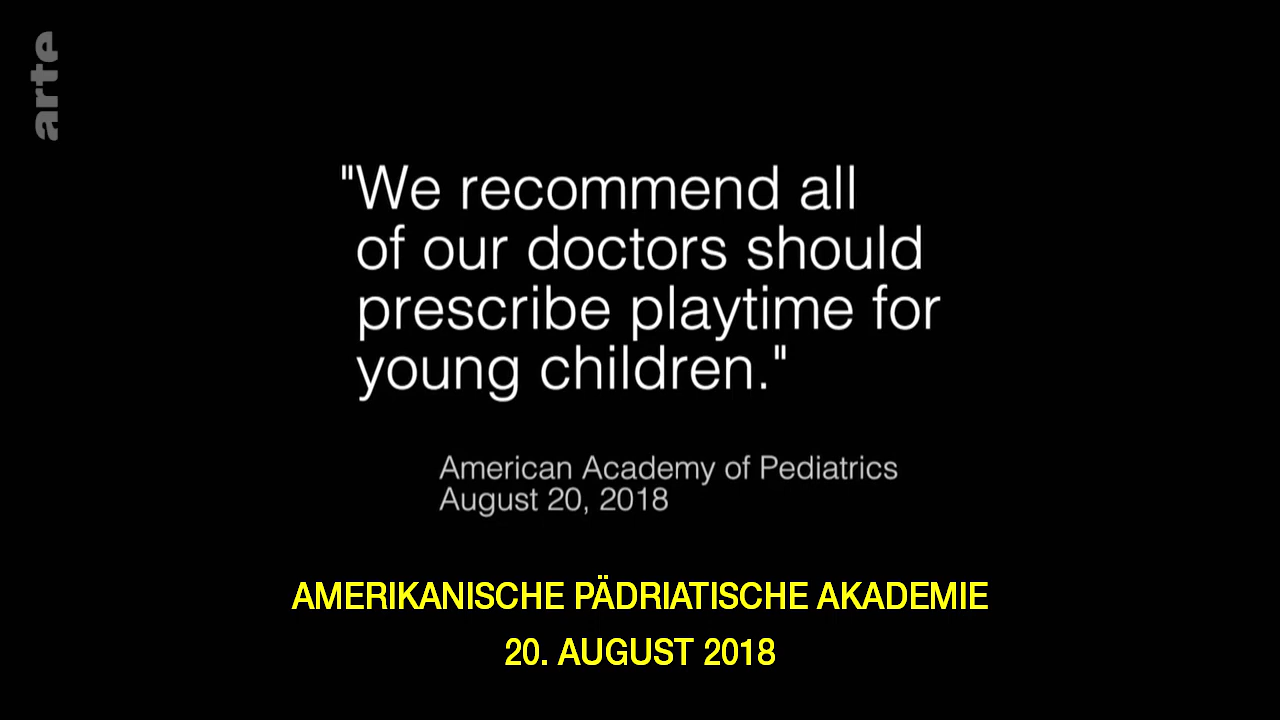 arte
"We recommend all
of our doctors should
prescribe playtime for
young children."
American Academy of Pediatrics
August 20, 2018
AMERIKANISCHE PÄDRIATISCHE AKADEMIE
20. AUGUST 2018